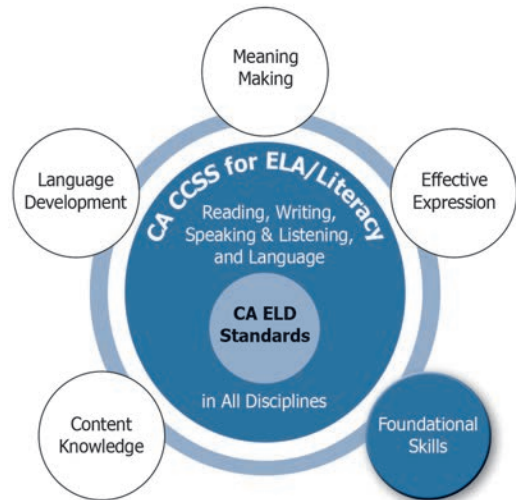 Meaning
Making
Language
Development
Effective
Expression
CA CCSS for ELA/Literacy
Reading, Writing,
Speaking & Listening,
and Language
CA ELD
Standards
in All Disciplines
Content
Knowledge
Foundational
Skills